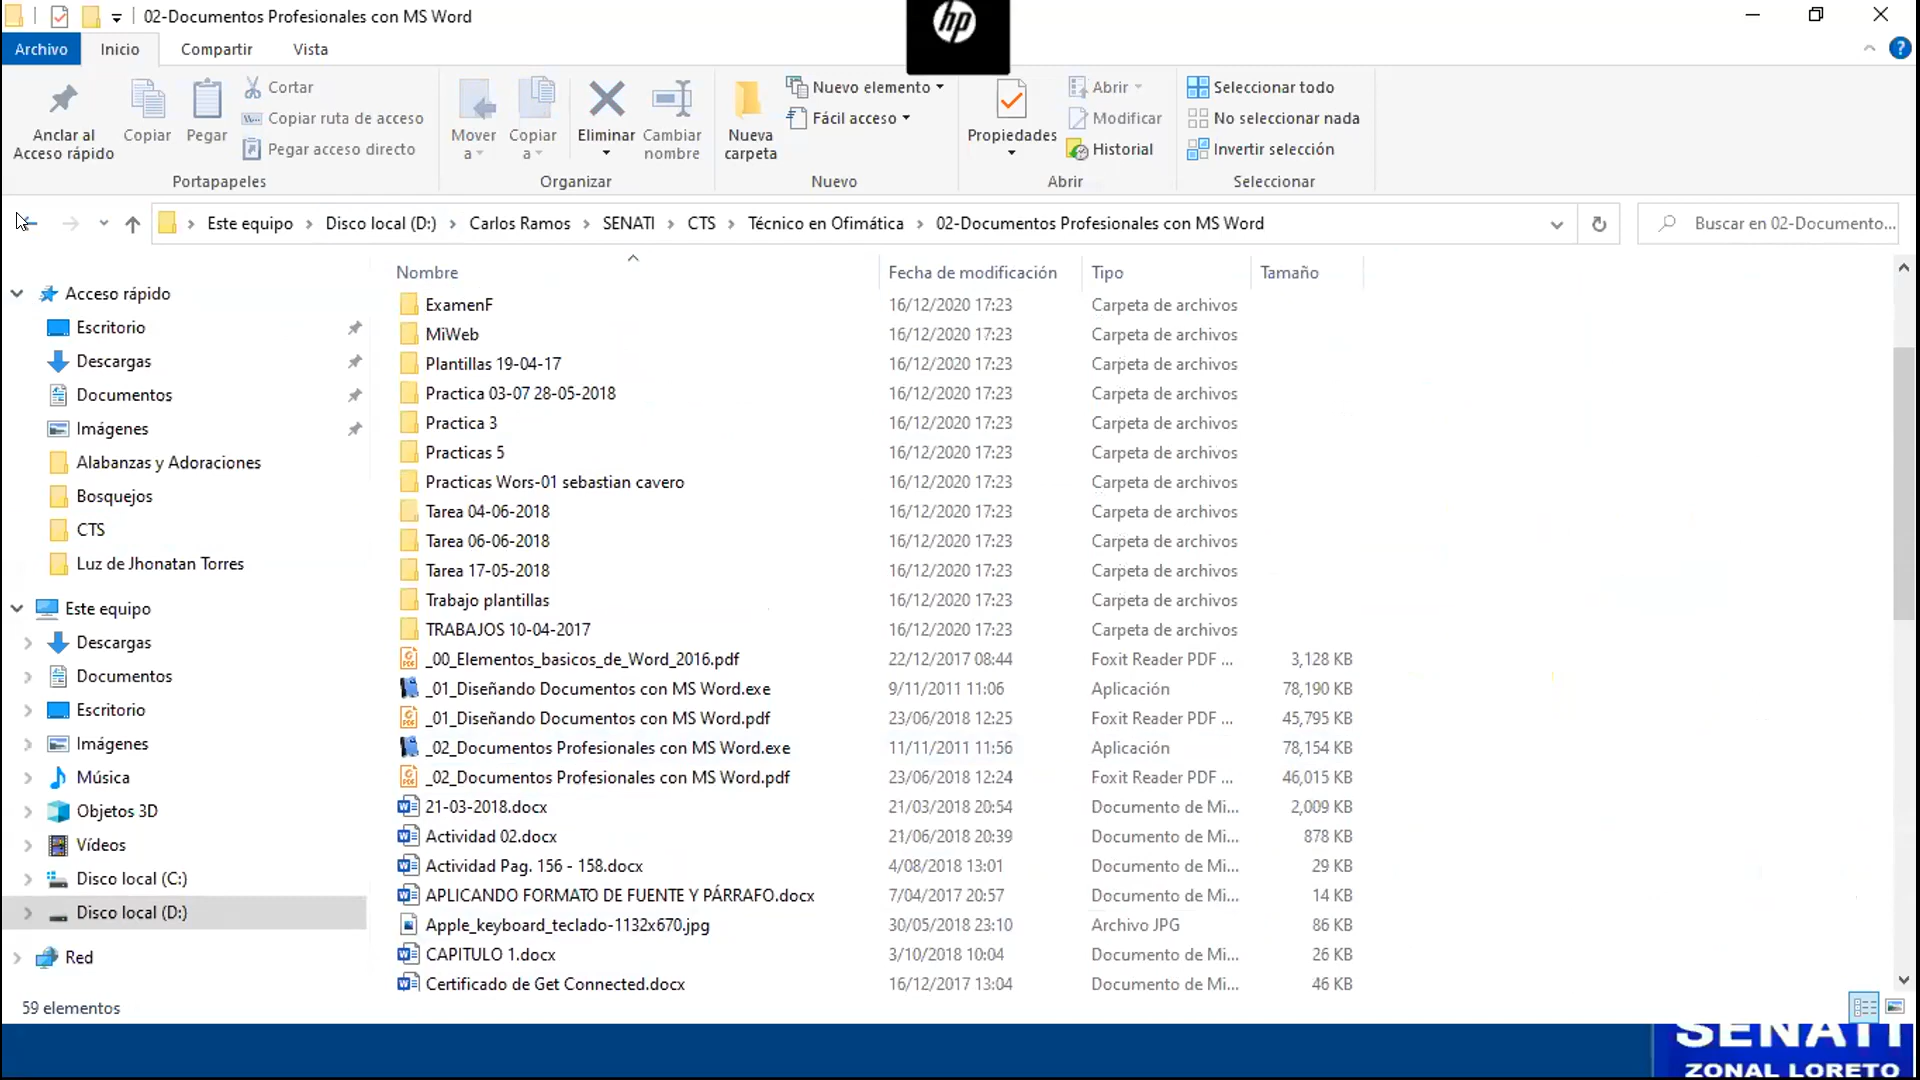 02-Documentos Profesionales con MS Word
hp
Archivo Inicio Compartir Vista
Anclar al
Acceso rápido
Copiar
Pegar
Cortar
Copiar ruta de acceso
Pegar acceso directo
Mover
a
Copiar
a
Eliminar
Cambiar
nombre
Nueva
carpeta
Nuevo elemento
Fácil acceso
Propiedades
Abrir
Modificar
Historial
Seleccionar todo
No seleccionar nada
Invertir selección
Portapapeles Organizar Nuevo Abrir Seleccionar
Este equipo > Disco local (D:) > Carlos Ramos > SENATI > CTS > Técnico en Ofimática > 02-Documentos Profesionales con MS Word
Buscar en 02-Documento...
Acceso rápido
Escritorio
Descargas
Documentos
Imágenes
Alabanzas y Adoraciones
Bosquejos
CTS
Luz de Jhonatan Torres
Este equipo
Descargas
Documentos
Escritorio
Imágenes
Música
Objetos 3D
Vídeos
Disco local (C:)
Disco local (D:)
Red
Nombre Fecha de modificación Tipo Tamaño
ExamenF 16/12/2020 17:23 Carpeta de archivos
MiWeb 16/12/2020 17:23 Carpeta de archivos
Plantillas 19-04-17 16/12/2020 17:23 Carpeta de archivos
Practica 03-07 28-05-2018 16/12/2020 17:23 Carpeta de archivos
Practica 3 16/12/2020 17:23 Carpeta de archivos
Practicas 5 16/12/2020 17:23 Carpeta de archivos
Practicas Wors-01 sebastian cavero 16/12/2020 17:23 Carpeta de archivos
Tarea 04-06-2018 16/12/2020 17:23 Carpeta de archivos
Tarea 06-06-2018 16/12/2020 17:23 Carpeta de archivos
Tarea 17-05-2018 16/12/2020 17:23 Carpeta de archivos
Trabajo plantillas 16/12/2020 17:23 Carpeta de archivos
TRABAJOS 10-04-2017 16/12/2020 17:23 Carpeta de archivos
_00_Elementos_basicos_de_Word_2016.pdf 22/12/2017 08:44 Foxit Reader PDF ... 3,128 KB
_01_Diseñando Documentos con MS Word.exe 9/11/2011 11:06 Aplicación 78,190 KB
_01_Diseñando Documentos con MS Word.pdf 23/06/2018 12:25 Foxit Reader PDF ... 45,795 KB
_02_Documentos Profesionales con MS Word.exe 11/11/2011 11:56 Aplicación 78,154 KB
_02_Documentos Profesionales con MS Word.pdf 23/06/2018 12:24 Foxit Reader PDF ... 46,015 KB
21-03-2018.docx 21/03/2018 20:54 Documento de Mi... 2,009 KB
Actividad 02.docx 21/06/2018 20:39 Documento de Mi... 878 KB
Actividad Pag. 156 - 158.docx 4/08/2018 13:01 Documento de Mi... 29 KB
APLICANDO FORMATO DE FUENTE Y PÁRRAFO.docx 7/04/2017 20:57 Documento de Mi... 14 KB
Apple_keyboard_teclado-1132x670.jpg 30/05/2018 23:10 Archivo JPG 86 KB
CAPITULO 1.docx 3/10/2018 10:04 Documento de Mi... 26 KB
Certificado de Get Connected.docx 16/12/2017 13:04 Documento de Mi... 46 KB
59 elementos
SENATI
ZONAL LORETO